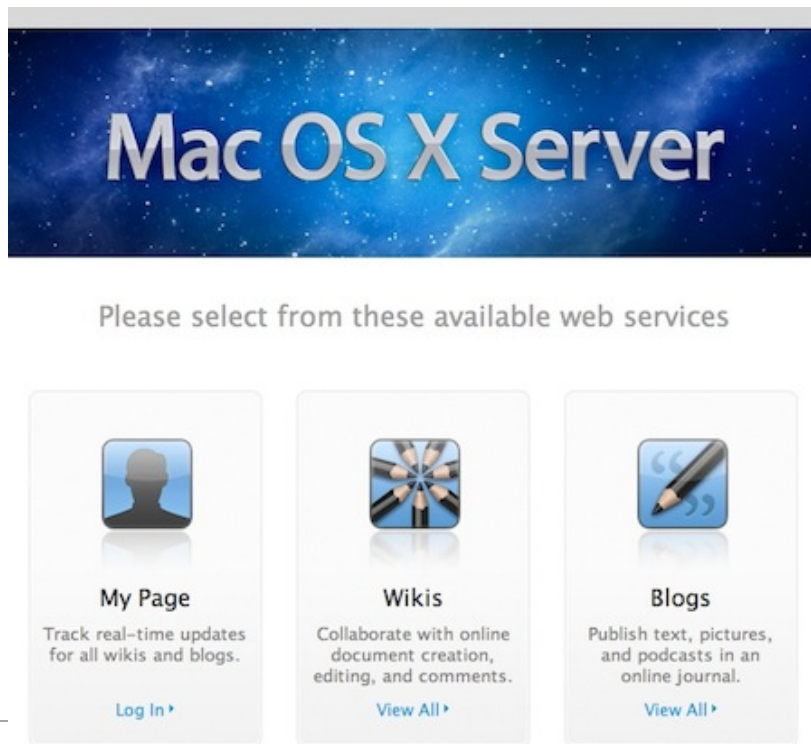 Mac OS X Server
Please select from these available web services
My Page
Track real-time updates
for all wikis and blogs.
Log In
Wikis
Collaborate with online
document creation,
editing, and comments.
View All
Blogs
Publish text, pictures,
and podcasts in an
online journal.
View All